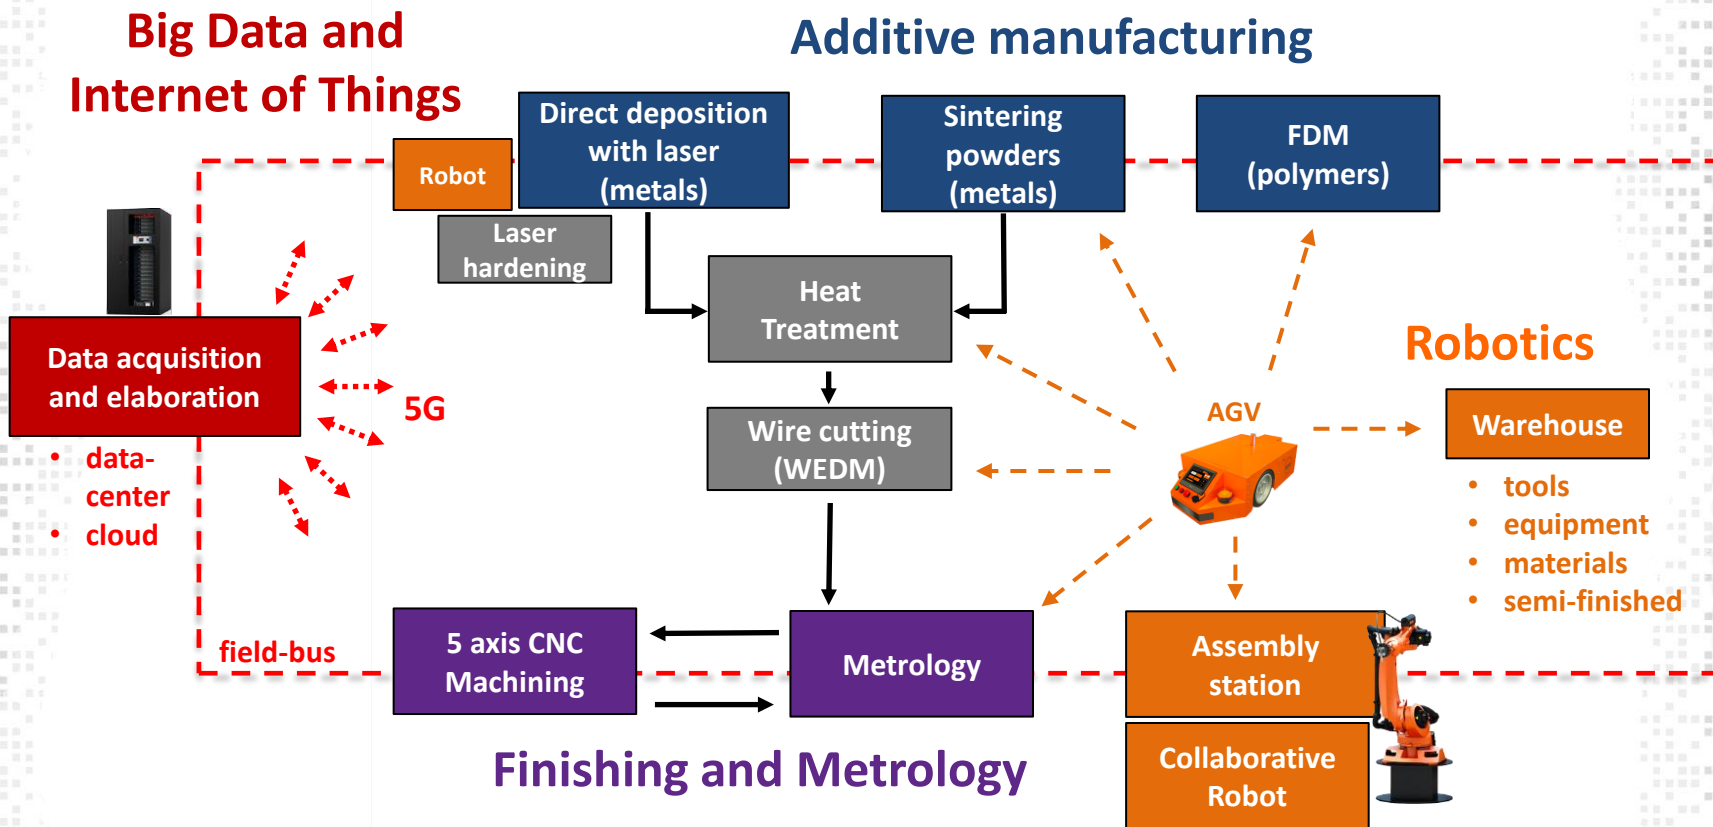 Big Data and
Internet of Things
Additive manufacturing
Robot
Direct deposition
with laser
(metals)
Sintering
powders
(metals)
FDM
(polymers)
Laser
hardening
Heat
Treatment
Data acquisition
and elaboration
5G
• data-
center
• cloud
Wire cutting
(WEDM)
AGV
Robotics
Warehouse
• tools
• equipment
• materials
• semi-finished
field-bus
5 axis CNC
Machining
Metrology
Assembly
station
Collaborative
Robot
Finishing and Metrology